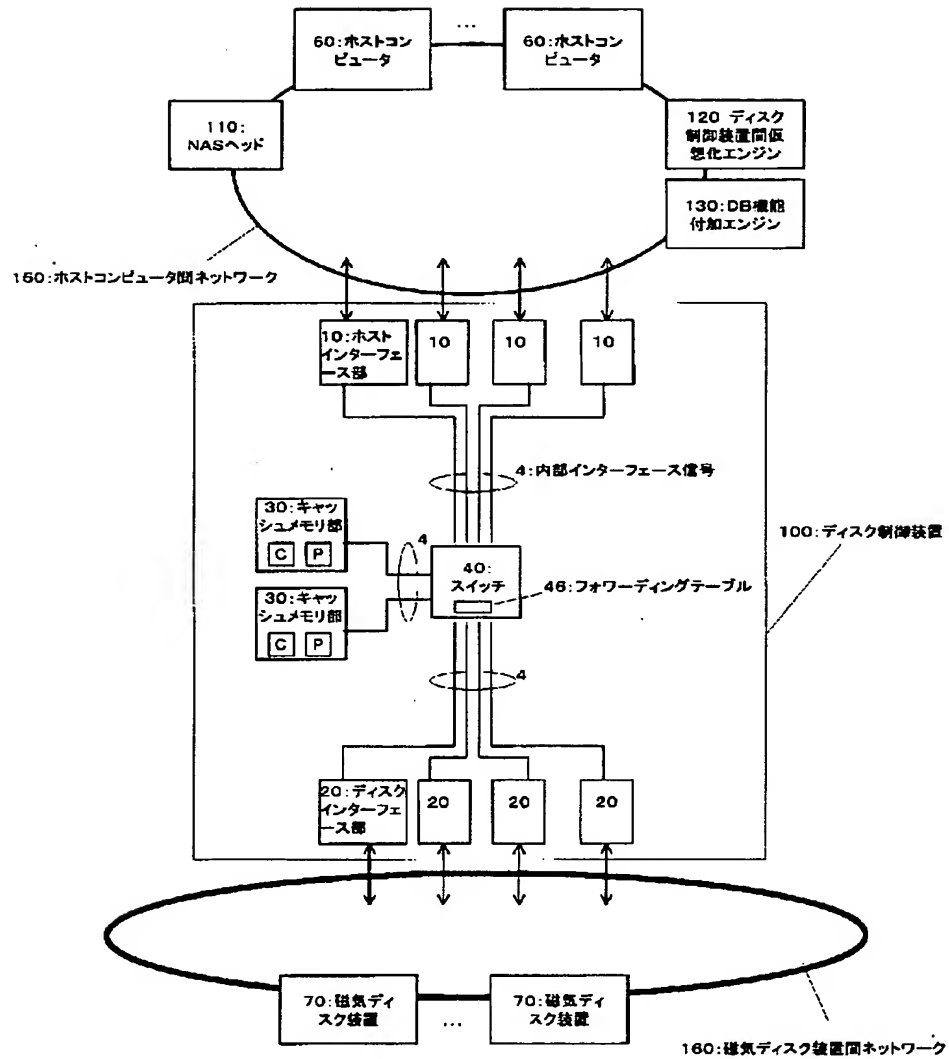 ...
60:ホストコン
ピュータ
60:ホストコン
ピュータ
110:
NASヘッド
120 ディスク
制御装置間仮
想化エンジン
130:DB機能
付加エンジン
150:ホストコンピュータ間ネットワーク
10:ホスト
インターフェ
ース部
10
10
10
4:内部インターフェース信号
30:キャッ
シュメモリ部
C P
4
40:
スイッチ
100:ディスク制御装置
46:フォワーディングテーブル
30:キャッ
シュメモリ部
C P
4
20:ディスク
インターフェ
ース部
20
20
20
70:磁気ディ
スク装置
...
70:磁気ディ
スク装置
160:磁気ディスク装置間ネットワーク